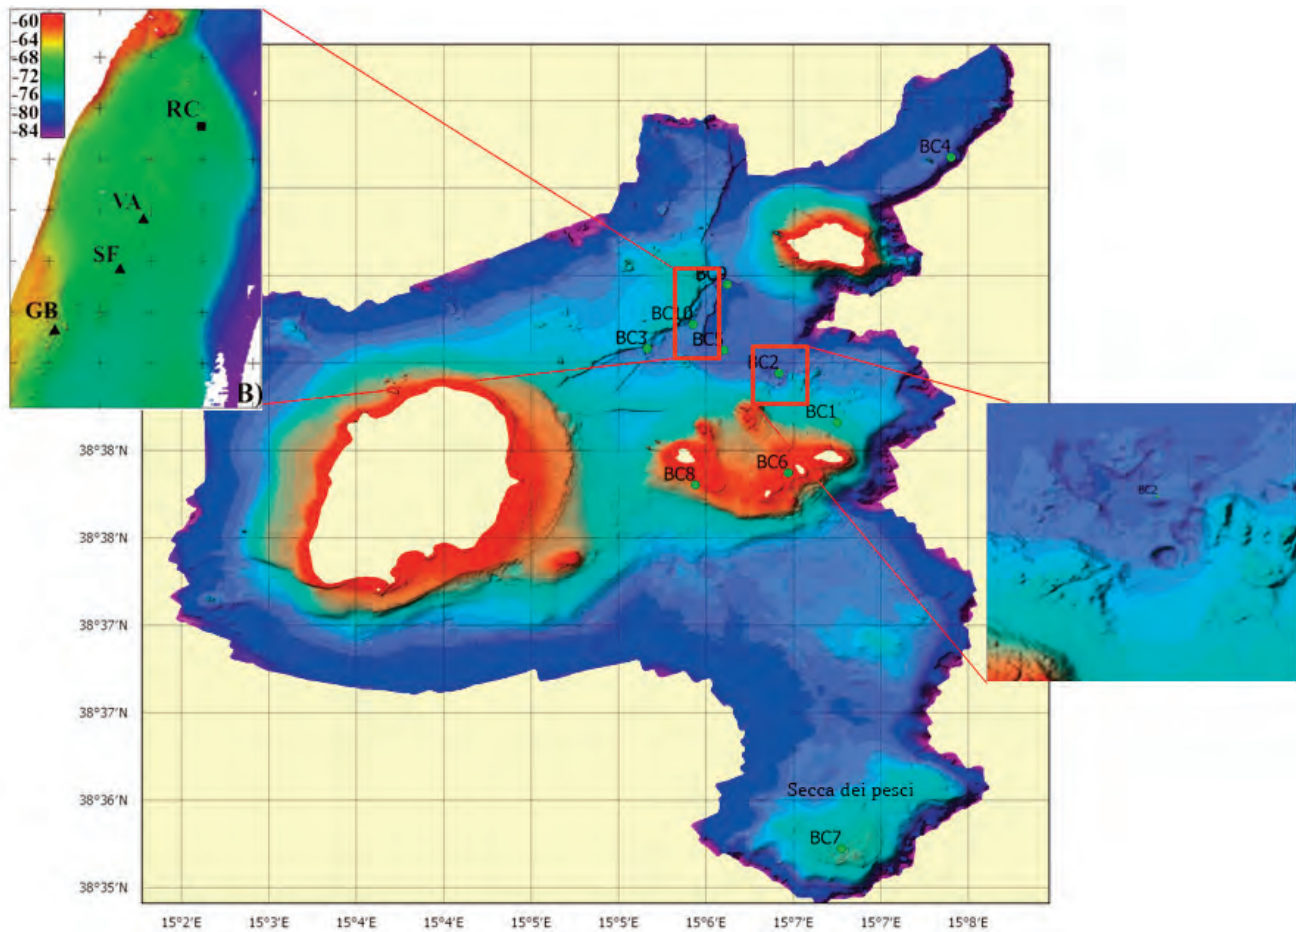 -60
-64
-68
-72
-76
-80
-84
RC
VA
SF
GB
B)
BC4
BC9
BC10
BC3
BC5
BC2
BC1
BC8
BC6
BC2
Secca dei pesci
BC7
38°38'N
38°38'N
38°37'N
38°37'N
38°36'N
38°35'N
15°2'E 15°3'E 15°4'E 15°4'E 15°5'E 15°5'E 15°6'E 15°7'E 15°7'E 15°8'E